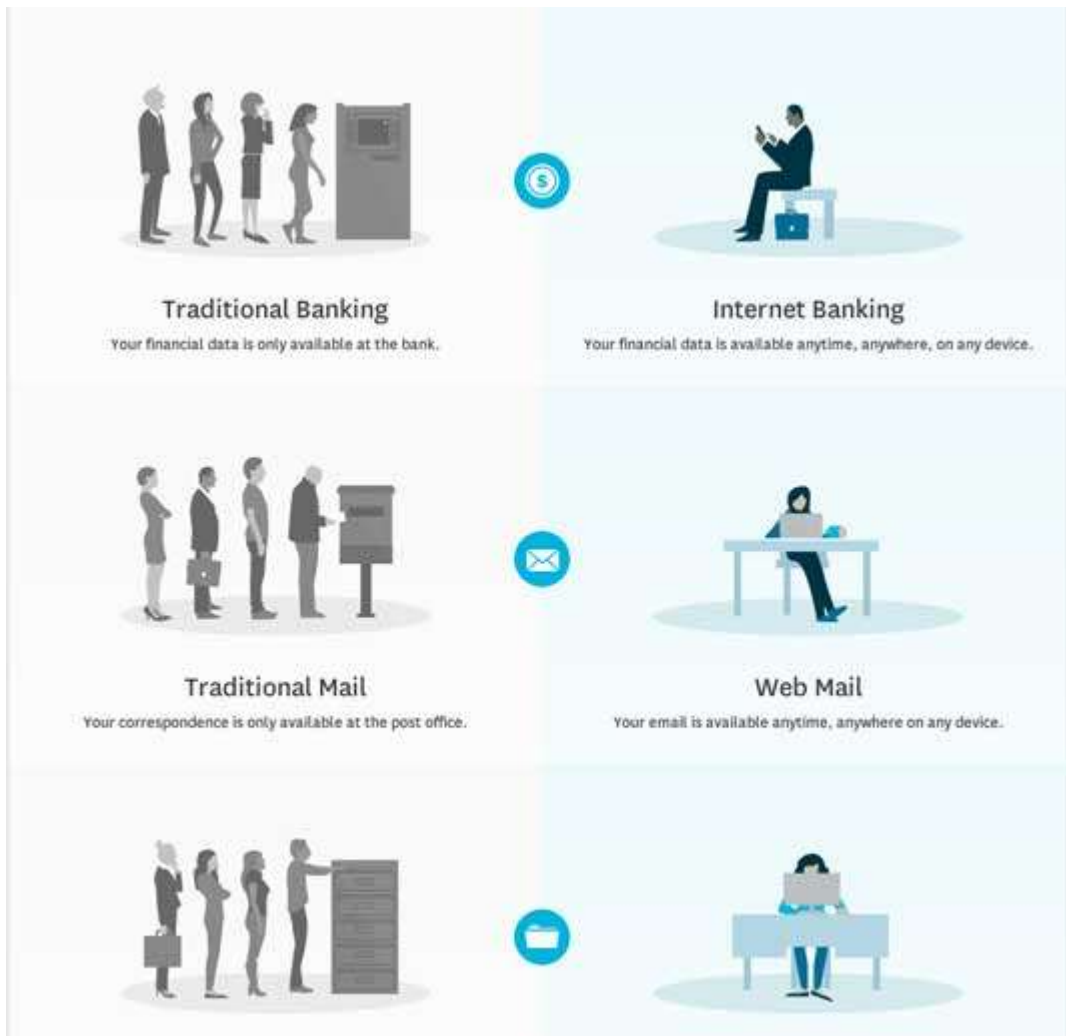 Traditional Banking
Your financial data is only available at the bank.
$
Internet Banking
Your financial data is available anytime, anywhere, on any device.
Traditional Mail
Your correspondence is only available at the post office.
Web Mail
Your email is available anytime, anywhere on any device.